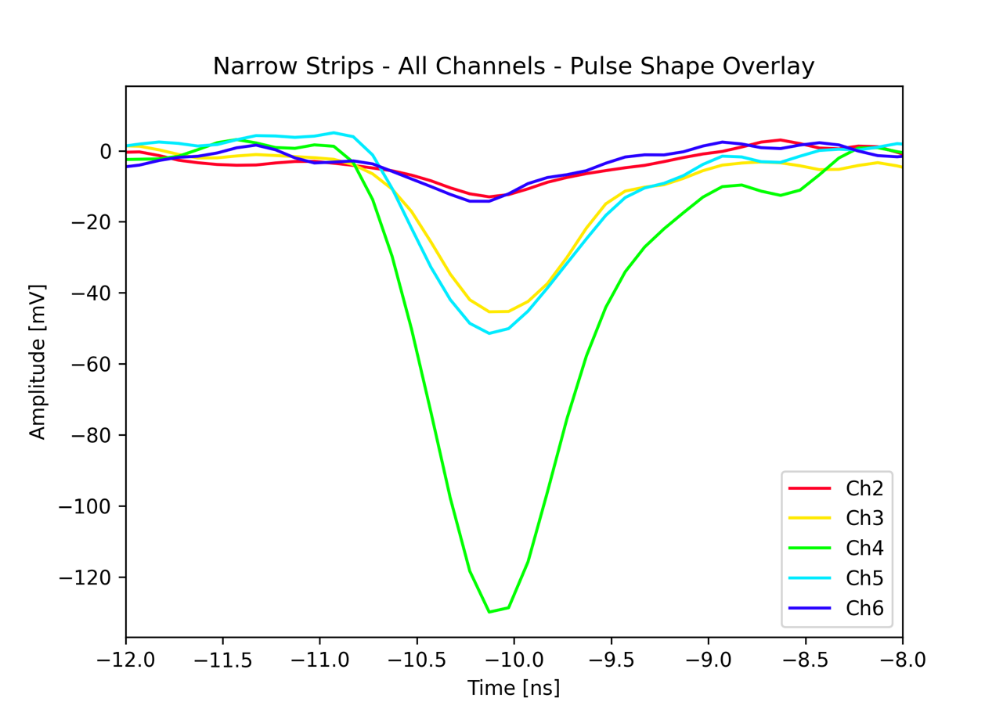 Narrow Strips - All Channels - Pulse Shape Overlay
Amplitude [mV]
0
−20
−40
−60
−80
−100
−120
Ch2
Ch3
Ch4
Ch5
Ch6
−12.0 −11.5 −11.0 −10.5 −10.0 −9.5 −9.0 −8.5 −8.0
Time [ns]